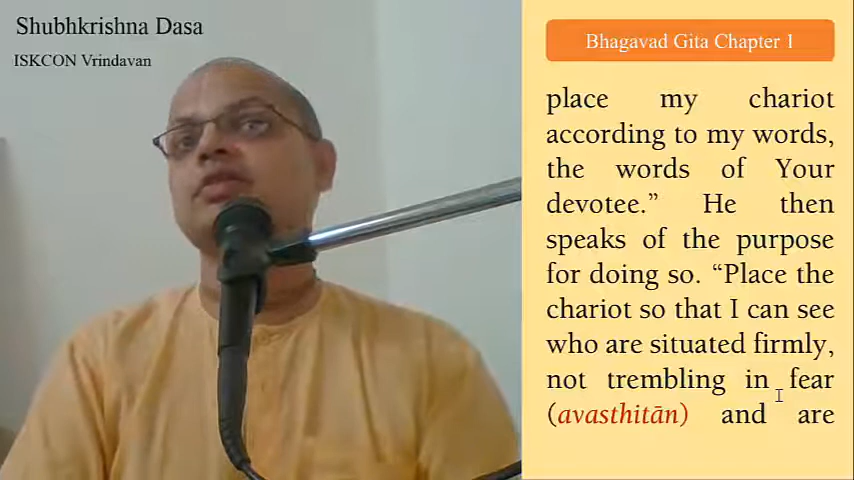 Shubhkrishna Dasa
ISKCON Vrindavan
Bhagavad Gita Chapter 1
place my chariot
according to my words,
the words of Your
devotee.” He then
speaks of the purpose
for doing so. “Place the
chariot so that I can see
who are situated firmly,
not trembling in fear
(avasthitān) and are